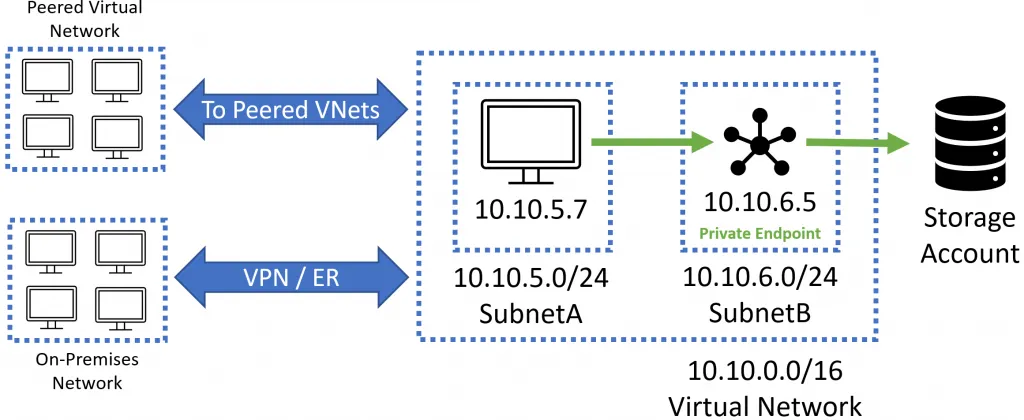 Peered Virtual
Network
To Peered VNets
10.10.5.7
10.10.6.5
Private Endpoint
Storage
Account
VPN / ER
10.10.5.0/24
SubnetA
10.10.6.0/24
SubnetB
On-Premises
Network
10.10.0.0/16
Virtual Network